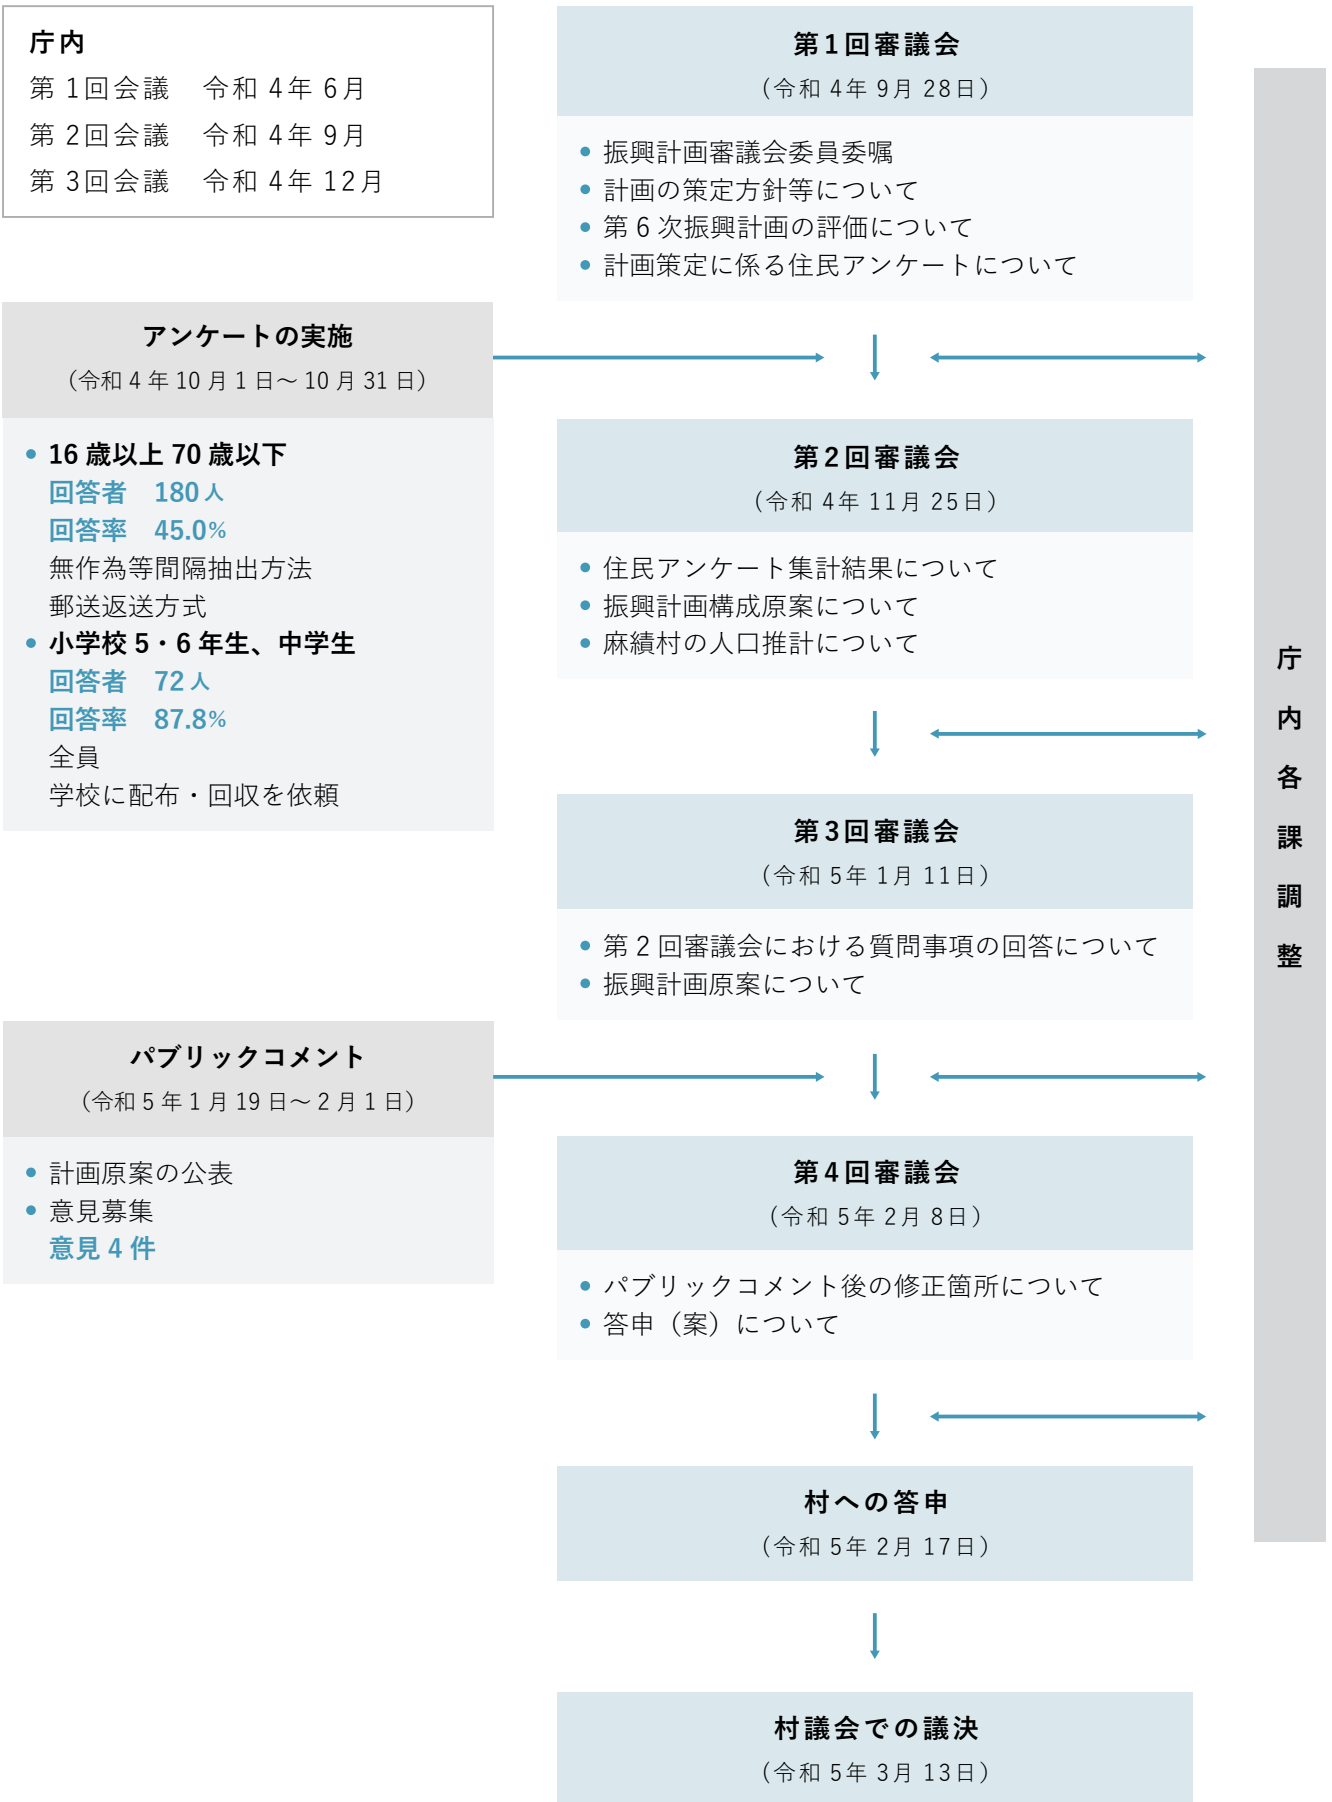 庁内
第 1回会議　令和 4年 6月
第 2回会議　令和 4年 9月
第 3回会議　令和 4年 12月
第1回審議会
（令和 4年 9月 28日）
振興計画審議会委員委嘱
計画の策定方針等について
第 6 次振興計画の評価について
計画策定に係る住民アンケートについて
アンケートの実施
（令和 4 年 10 月 1 日〜 10 月 31 日）
16 歳以上 70 歳以下
回答者　180 人
回答率　45.0%
無作為等間隔抽出方法
郵送返送方式
小学校 5・6 年生、中学生
回答者　72 人
回答率　87.8%
全員
学校に配布・回収を依頼
第2回審議会
（令和 4年 11月 25日）
住民アンケート集計結果について
振興計画構成原案について
麻績村の人口推計について
第3回審議会
（令和 5年 1月 11日）
第 2 回審議会における質問事項の回答について
振興計画原案について
パブリックコメント
（令和 5 年 1 月 19 日〜 2 月 1 日）
計画原案の公表
意見募集
意見 4 件
第4回審議会
（令和 5年 2月 8日）
パブリックコメント後の修正箇所について
答申（案）について
村への答申
（令和 5年 2月 17日）
村議会での議決
（令和 5年 3月 13日）
庁内各課調整